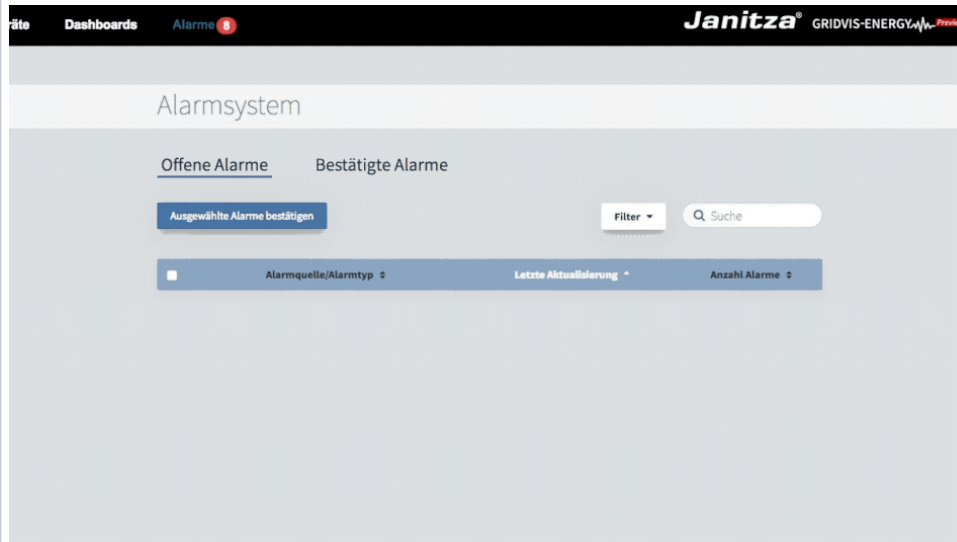 räte Dashboards Alarme 8 Janitza® GRIDVIS-ENERGY
Alarmsystem
Offene Alarme Bestätigte Alarme
Ausgewählte Alarme bestätigen Filter Suche
Alarmquelle/Alarmtyp Letzte Aktualisierung Anzahl Alarme